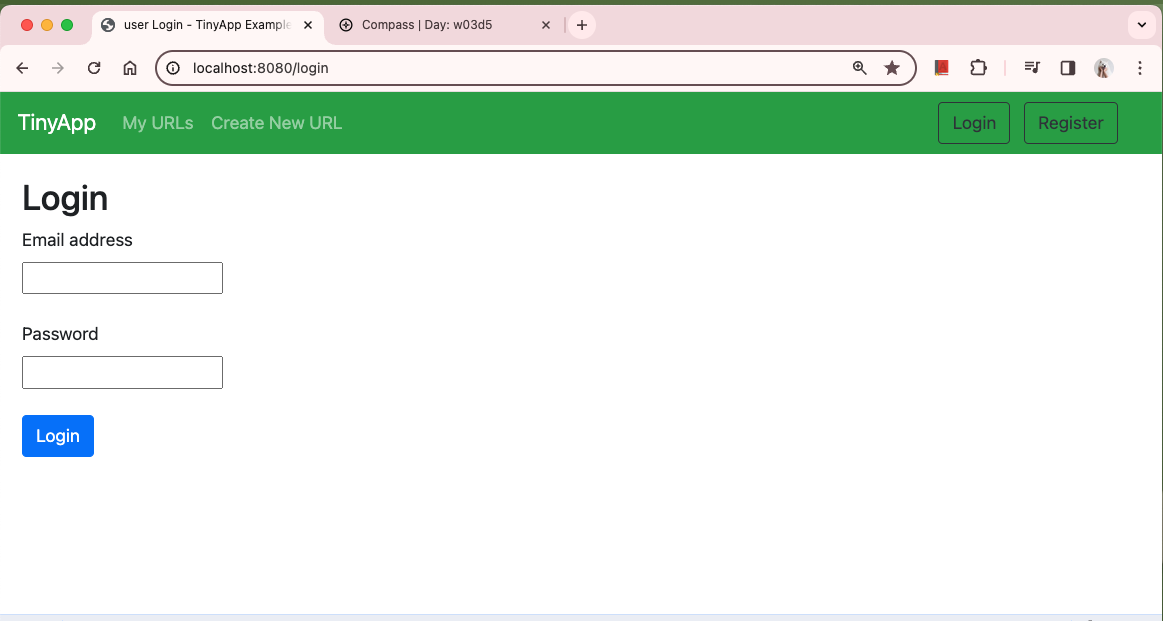 user Login - TinyApp Example
Compass | Day: w03d5
localhost:8080/login
TinyApp My URLs Create New URL Login Register
Login
Email address
Password
Login